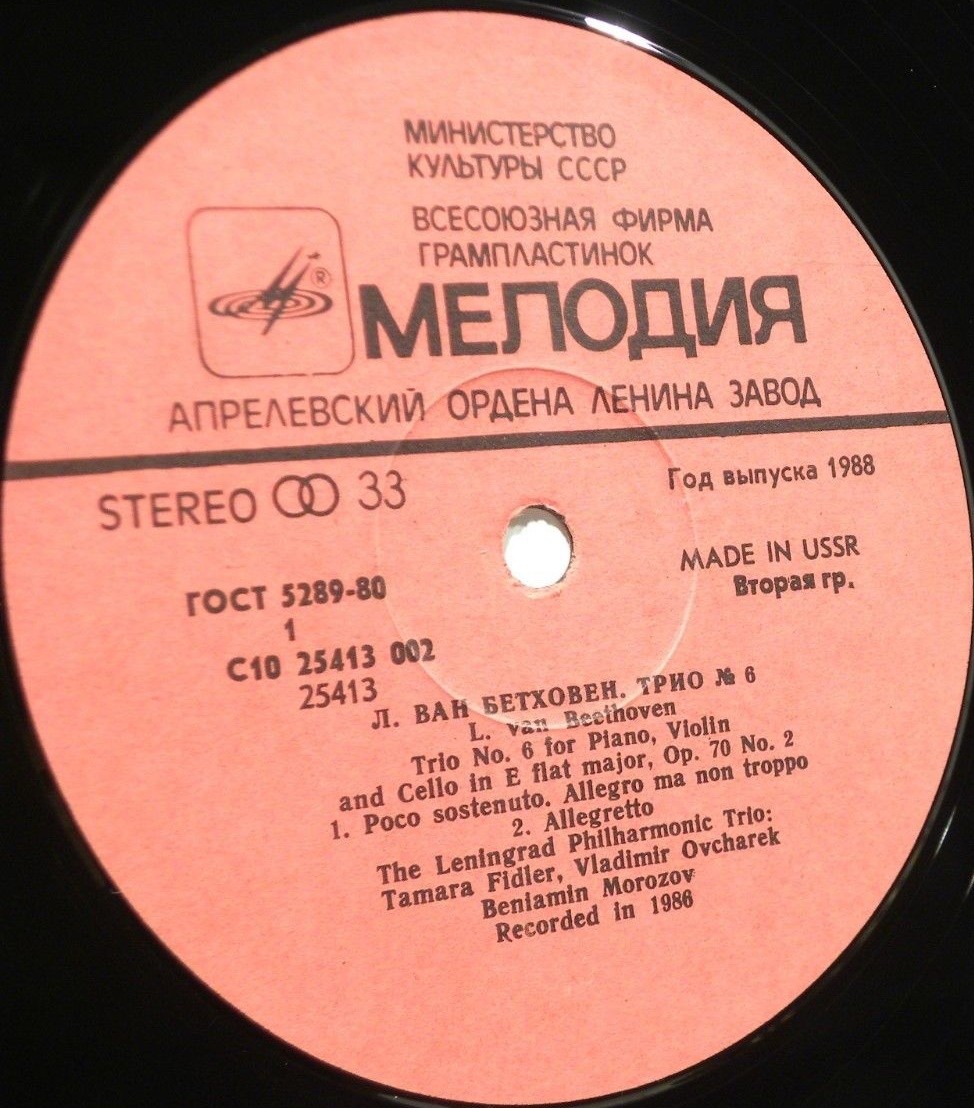 МИНИСТЕРСТВО
КУЛЬТУРЫ СССР
ВСЕСОЮЗНАЯ ФИРМА
ГРАМПЛАСТИНОК
®
МЕЛОДИЯ
АПРЕЛЕВСКИЙ ОРДЕНА ЛЕНИНА ЗАВОД
STEREO 33
Год выпуска 1988
MADE IN USSR
Вторая гр.
ГОСТ 5289-80
1
С10 25413 002
25413
Л. ВАН БЕТХОВЕН. ТРИО № 6
L. van Beethoven
Trio No. 6 for Piano, Violin
and Cello in E flat major, Op. 70 No. 2
1. Poco sostenuto. Allegro ma non troppo
2. Allegretto
The Leningrad Philharmonic Trio:
Tamara Fidler, Vladimir Ovcharek
Beniamin Morozov
Recorded in 1986